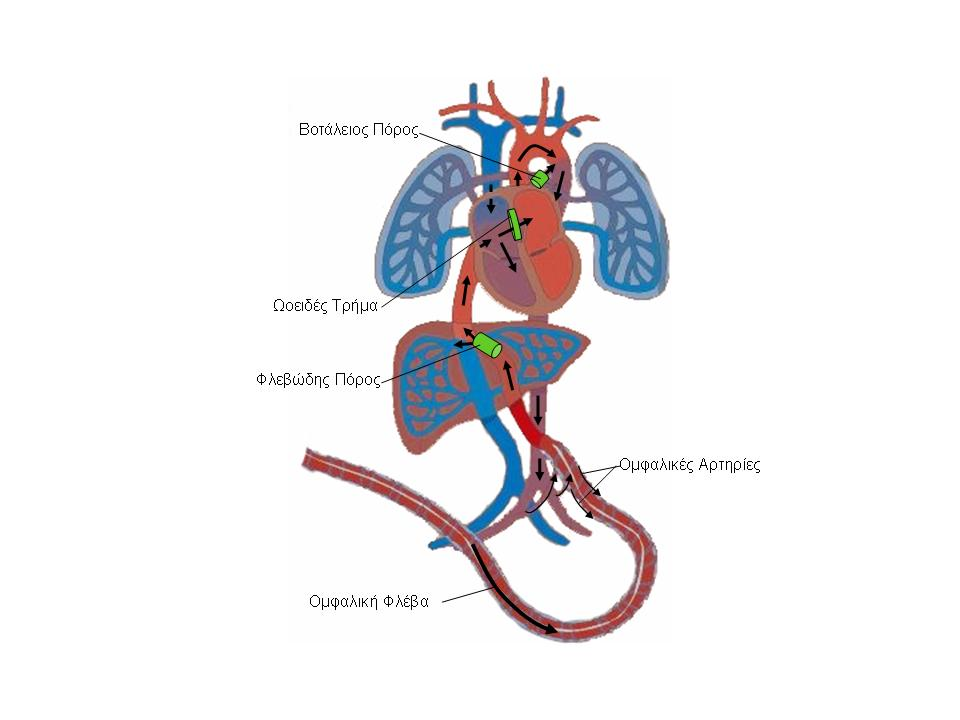 Βοτάλειος Πόρος
Ωοειδές Τρήμα
Φλεβώδης Πόρος
Ομφαλικές Αρτηρίες
Ομφαλική Φλέβα